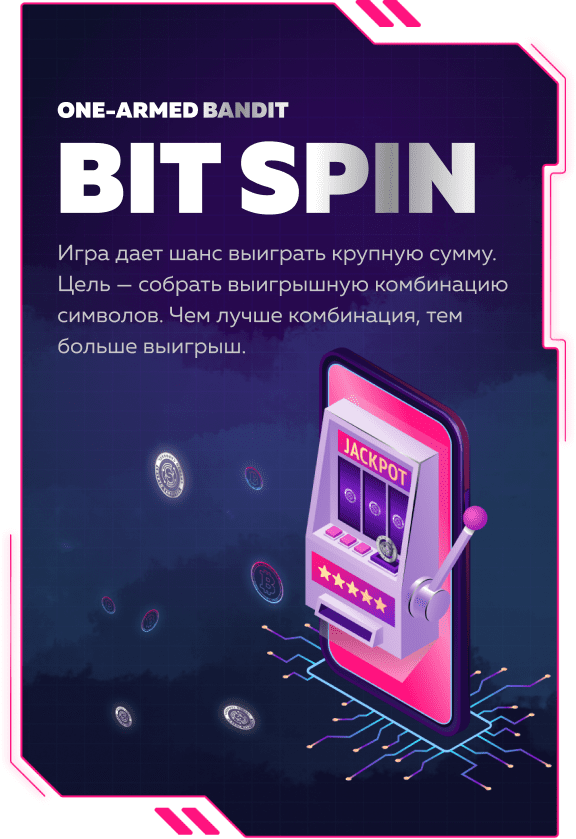 ONE-ARMED BANDIT
BIT SPIN
Игра дает шанс выиграть крупную сумму.
Цель — собрать выигрышную комбинацию
символов. Чем лучше комбинация, тем
больше выигрыш.
JACKPOT